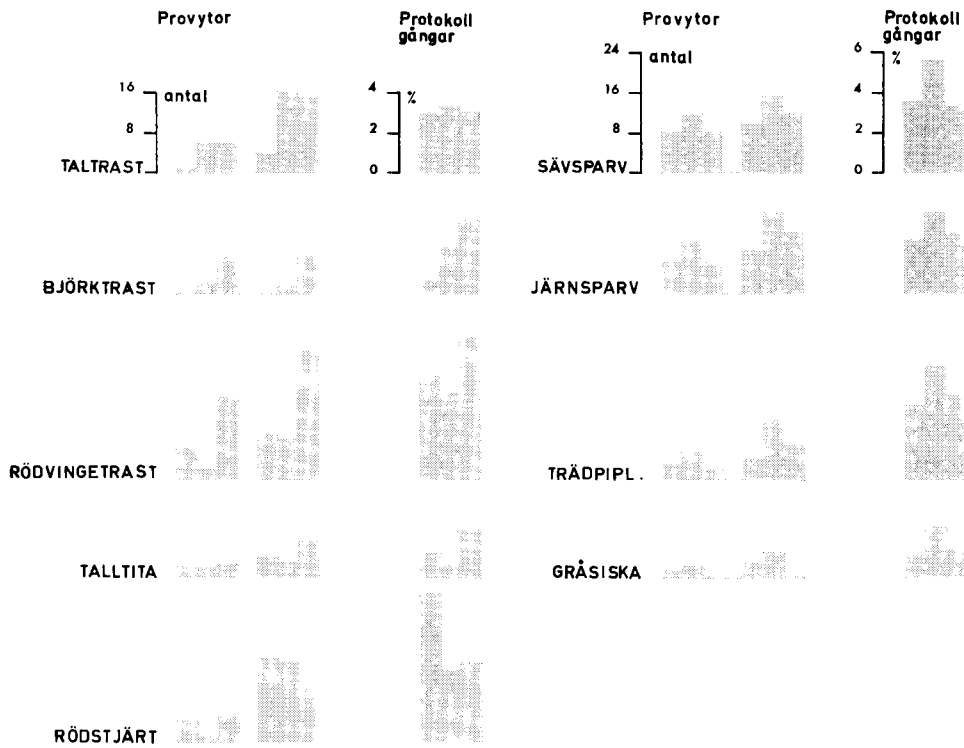 Provytor
Protokoll
gångar
Provytor
Protokoll
gångar
16
antal
8
TALTRAST
4
%
2
0
24
antal
16
8
SÄVSPARV
6
%
4
2
0
BJÖRKTRAST
JÄRNSPARV
RÖDVINGETRAST
TRÄDPIPL.
TALLTITA
GRÅSISKA
RÖDSTJÄRT